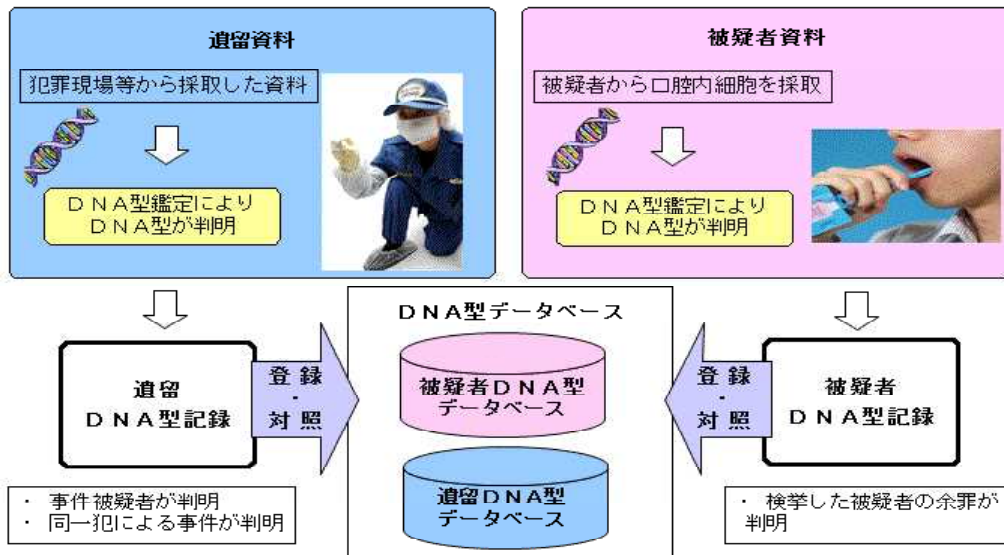 遺留資料
犯罪現場等から採取した資料
ＤＮＡ型鑑定により
ＤＮＡ型が判明
被疑者資料
被疑者から口腔内細胞を採取
ＤＮＡ型鑑定により
ＤＮＡ型が判明
遺留
ＤＮＡ型記録
登録
・
対照
ＤＮＡ型データベース
被疑者ＤＮＡ型
データベース
遺留ＤＮＡ型
データベース
登録
・
対照
被疑者
ＤＮＡ型記録
・ 事件被疑者が判明
・ 同一犯による事件が判明
・ 検挙した被疑者の余罪が
判明